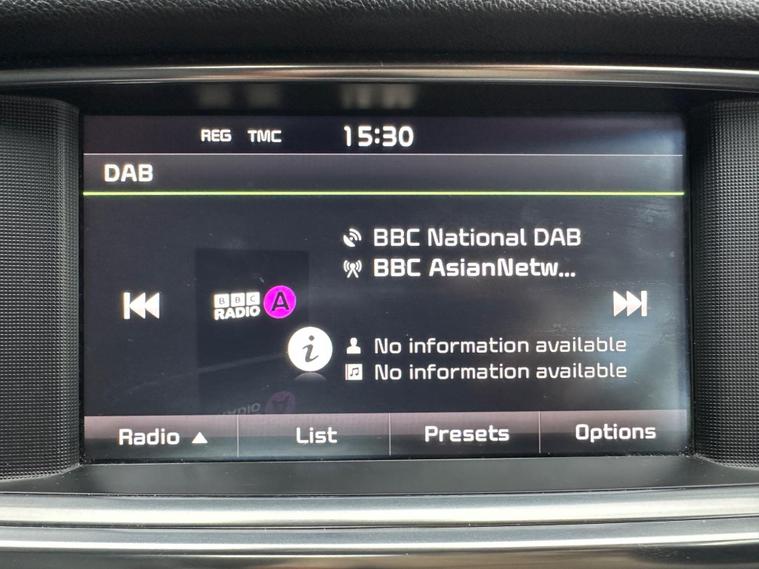 REG TMC 15:30
DAB
BBC National DAB
BBC AsianNetw...
BBC
RADIO A
i
No information available
No information available
Radio ▲ List Presets Options